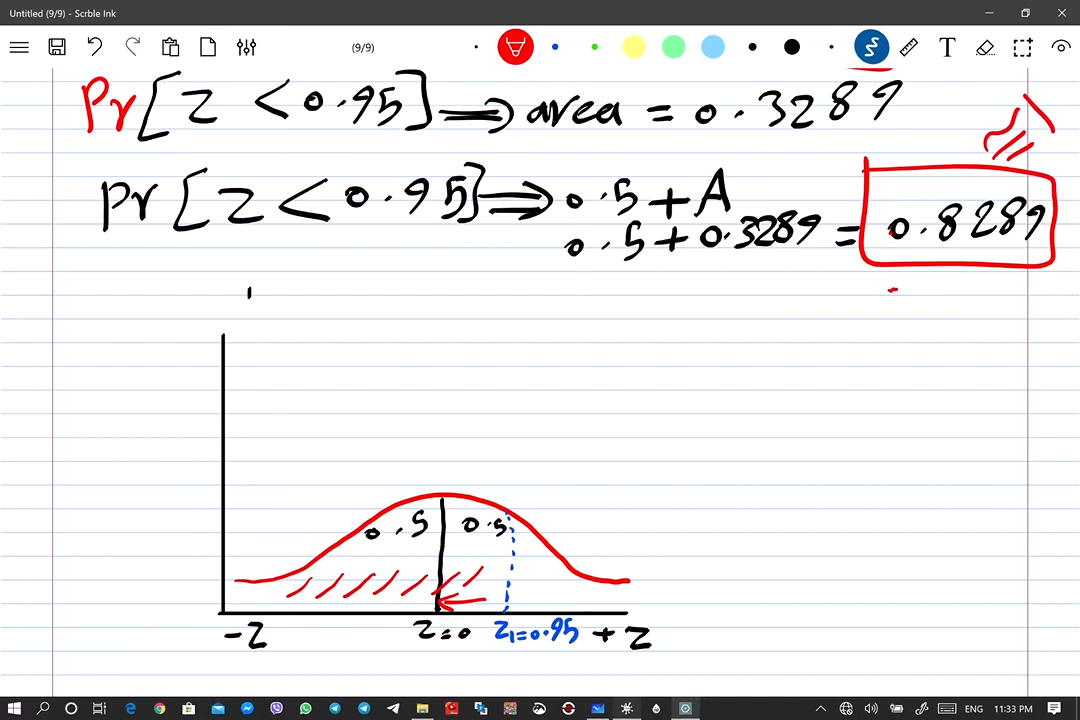 Untitled (9/9) - Scrble Ink
(9/9)
Pr[Z < 0.95] ⟹ area = 0.3289
Pr[Z < 0.95] ⟹ 0.5 + A
0.5 + 0.3289 = 0.8289
0.5 0.5
-Z Z=0 Z1=0.95 +Z
ENG 11:33 PM